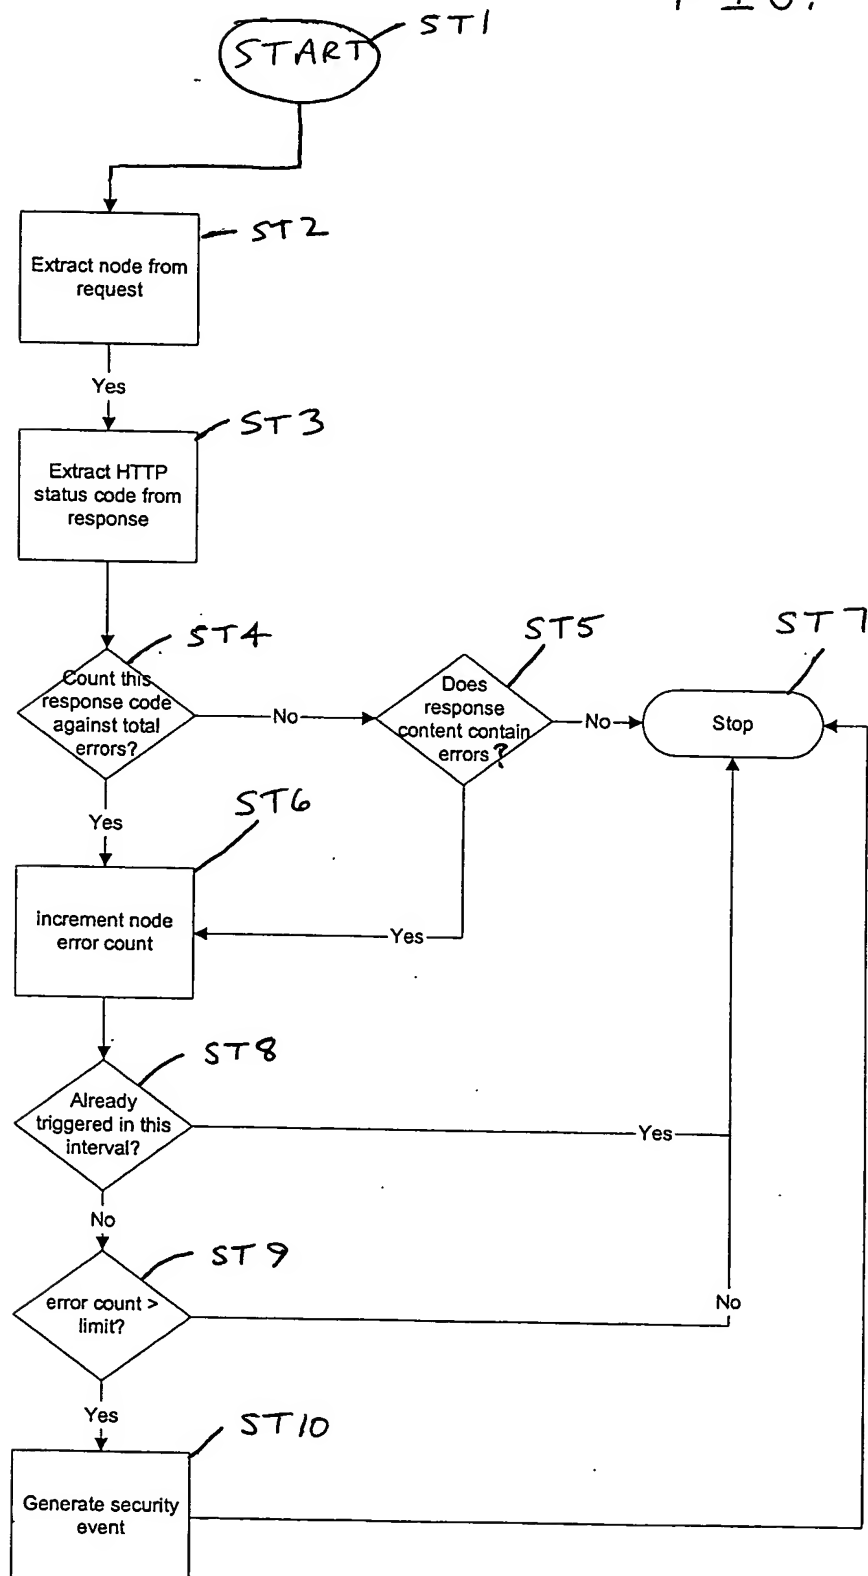 START
ST1
Extract node from
request
ST2
Yes
Extract HTTP
status code from
response
ST3
Count this
response code
against total
errors?
ST4
No
Does
response
content contain
errors?
ST5
No
Stop
ST7
Yes
increment node
error count
ST6
Yes
Already
triggered in this
interval?
ST8
Yes
No
error count >
limit?
ST9
No
Yes
Generate security
event
ST10